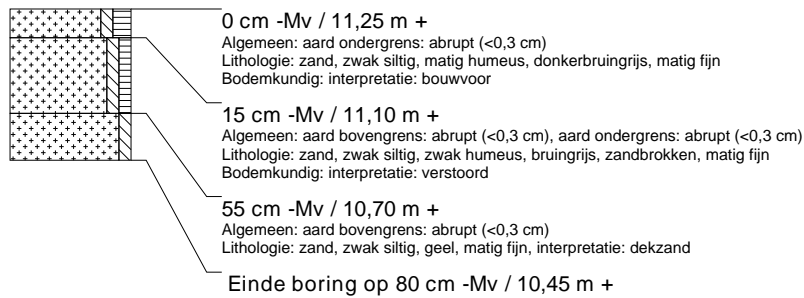 0 cm -Mv / 11,25 m +
Algemeen: aard ondergrens: abrupt (<0,3 cm)
Lithologie: zand, zwak siltig, matig humeus, donkerbruingrijs, matig fijn
Bodemkundig: interpretatie: bouwvoor
15 cm -Mv / 11,10 m +
Algemeen: aard bovengrens: abrupt (<0,3 cm), aard ondergrens: abrupt (<0,3 cm)
Lithologie: zand, zwak siltig, zwak humeus, bruingrijs, zandbrokken, matig fijn
Bodemkundig: interpretatie: verstoord
55 cm -Mv / 10,70 m +
Algemeen: aard bovengrens: abrupt (<0,3 cm)
Lithologie: zand, zwak siltig, geel, matig fijn, interpretatie: dekzand
Einde boring op 80 cm -Mv / 10,45 m +